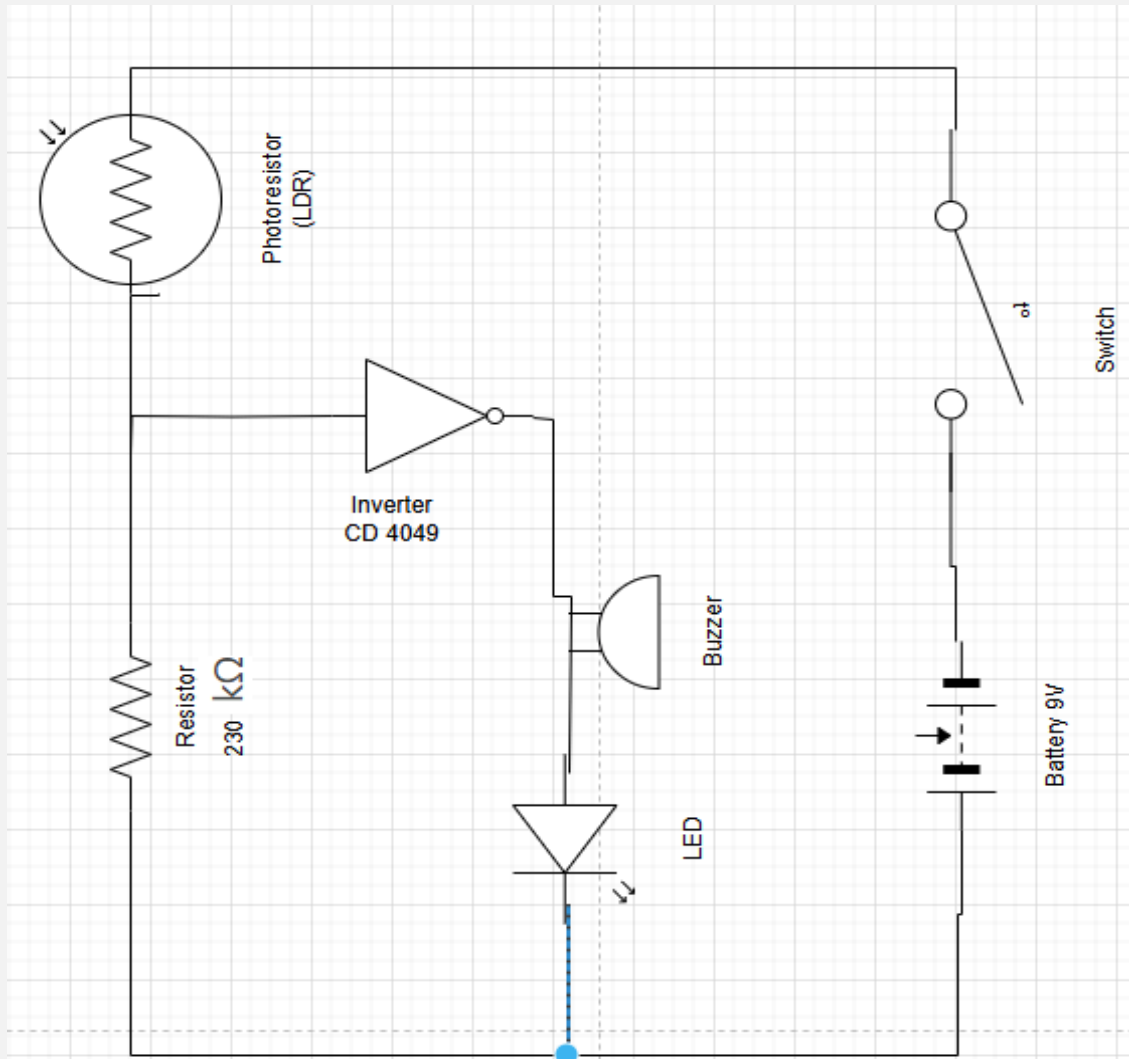 Photoresistor
(LDR)
Switch
Inverter
CD 4049
Buzzer
Resistor
230 kΩ
Battery 9V
LED